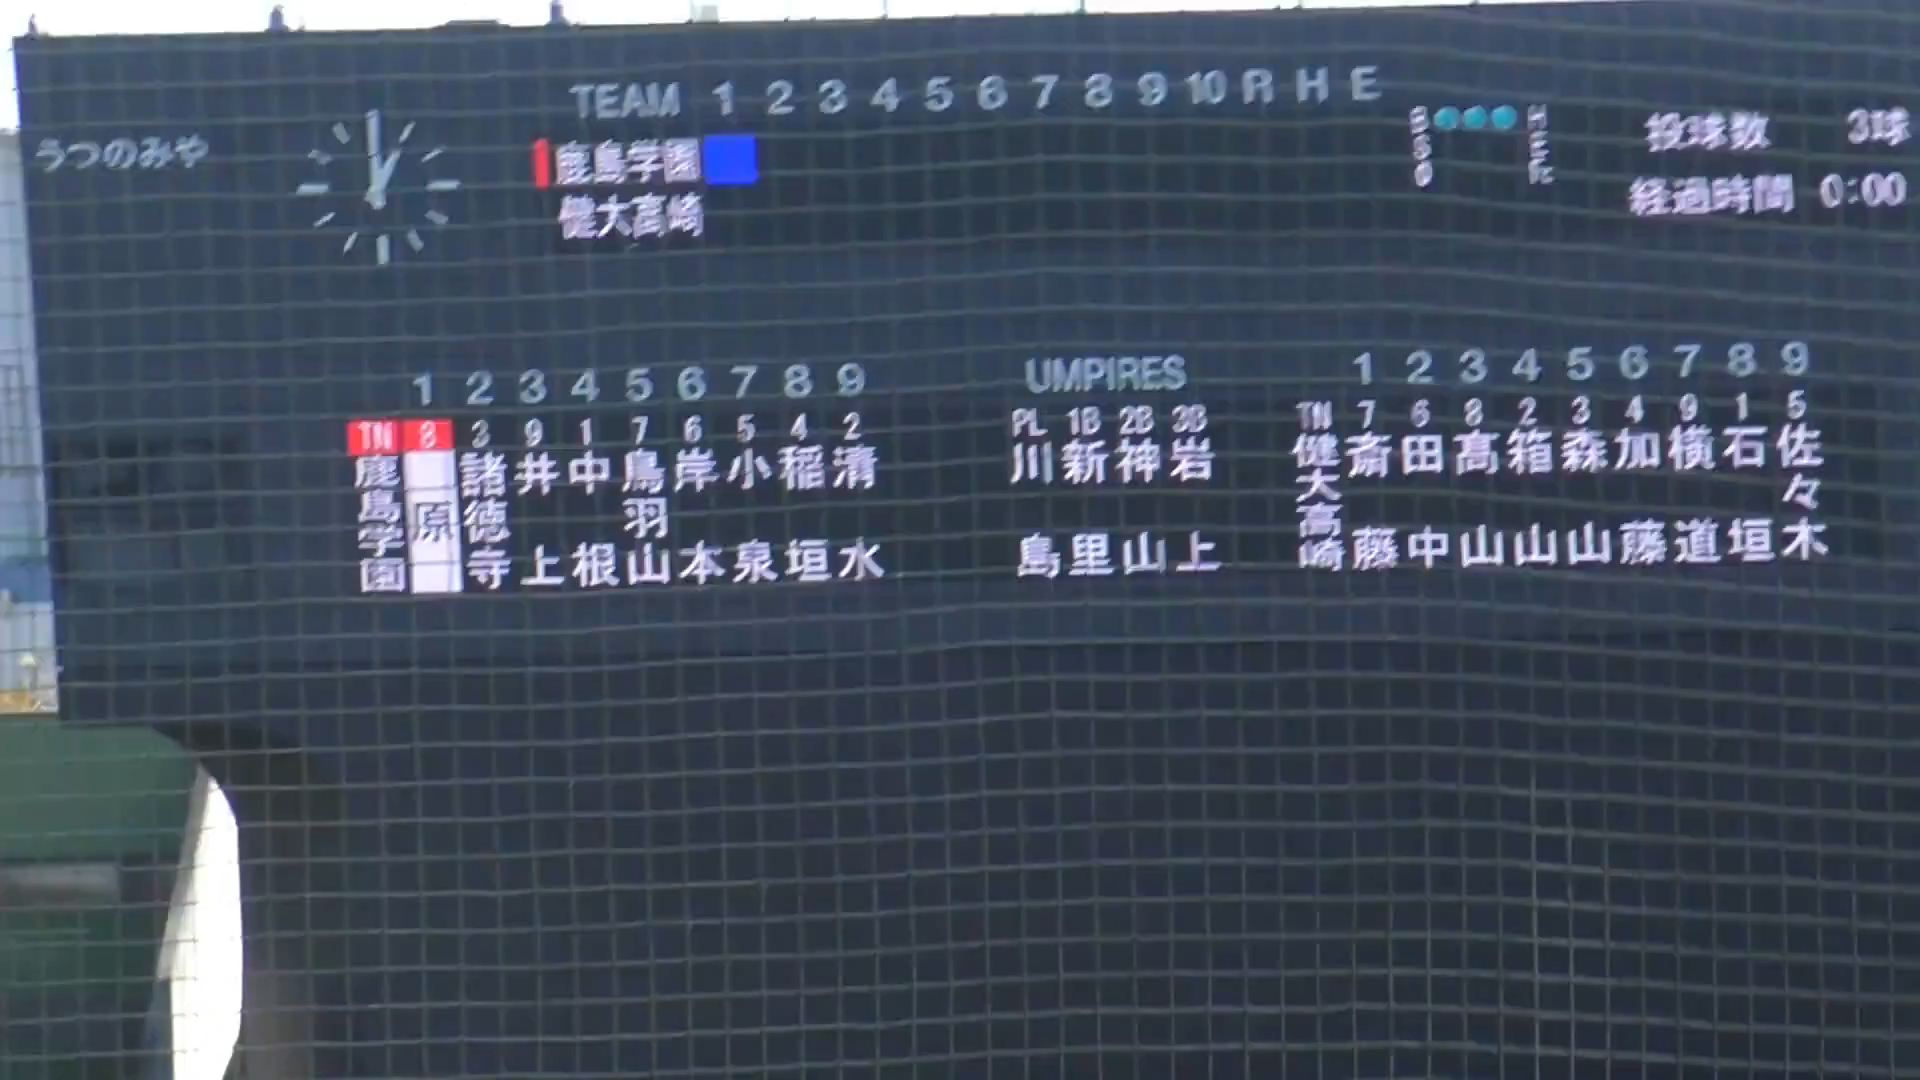 TEAM 1 2 3 4 5 6 7 8 9 10 R H E
うつのみや
鹿島学園
健大高崎
B
S
O
H
E
Fc
投球数 3球
経過時間 0:00
1 2 3 4 5 6 7 8 9
TN 8 3 9 1 7 6 5 4 2
鹿島学園 原 諸徳寺 井上 中根 鳥羽山 岸本 小泉 稲垣 清水
UMPIRES
PL 1B 2B 3B
川島 新里 神山 岩上
1 2 3 4 5 6 7 8 9
TN 7 6 8 2 3 4 9 1 5
健大高崎 斎藤 田中 髙山 箱山 森山 加藤 横道 石垣 佐々木